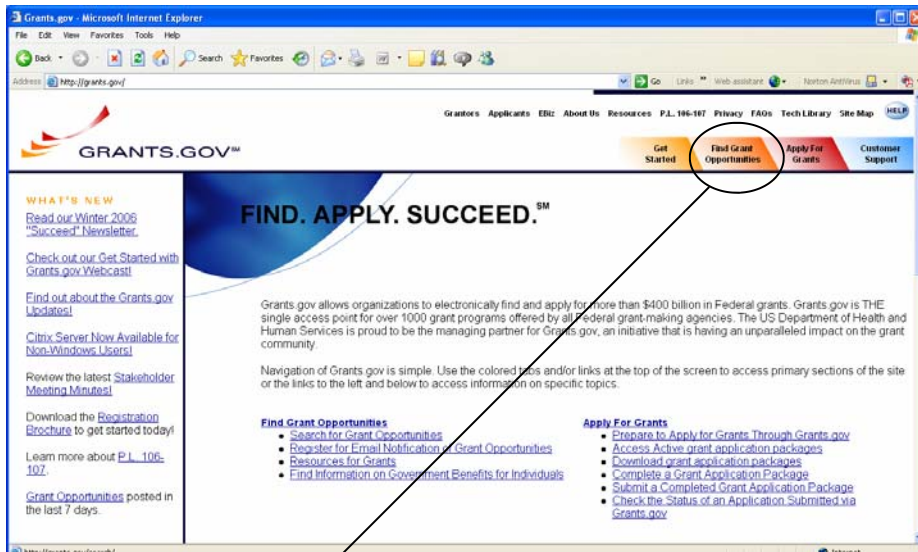 Grants.gov - Microsoft Internet Explorer
File Edit View Favorites Tools Help
Back Search Favorites
Address http://grants.gov/ Go Links » Web assistant Norton AntiVirus
Grantors Applicants EBiz About Us Resources P.L. 106-107 Privacy FAQs Tech Library Site Map HELP
GRANTS.GOV℠
Get Started
Find Grant Opportunities
Apply For Grants
Customer Support
WHAT'S NEW
Read our Winter 2006
"Succeed" Newsletter.
Check out our Get Started with
Grants.gov Webcast!
Find out about the Grants.gov
Updates!
Citrix Server Now Available for
Non-Windows Users!
Review the latest Stakeholder
Meeting Minutes!
Download the Registration
Brochure to get started today!
Learn more about P.L. 106-
107.
Grant Opportunities posted in
the last 7 days.
FIND. APPLY. SUCCEED.℠
Grants.gov allows organizations to electronically find and apply for more than $400 billion in Federal grants. Grants.gov is THE
single access point for over 1000 grant programs offered by all Federal grant-making agencies. The US Department of Health and
Human Services is proud to be the managing partner for Grants.gov, an initiative that is having an unparalleled impact on the grant
community.
Navigation of Grants.gov is simple. Use the colored tabs and/or links at the top of the screen to access primary sections of the site
or the links to the left and below to access information on specific topics.
Find Grant Opportunities
Search for Grant Opportunities
Register for Email Notification of Grant Opportunities
Resources for Grants
Find Information on Government Benefits for Individuals
Apply For Grants
Prepare to Apply for Grants Through Grants.gov
Access Active grant application packages
Download grant application packages
Complete a Grant Application Package
Submit a Completed Grant Application Package
Check the Status of an Application Submitted via
Grants.gov
http://grants.gov/search/ Internet